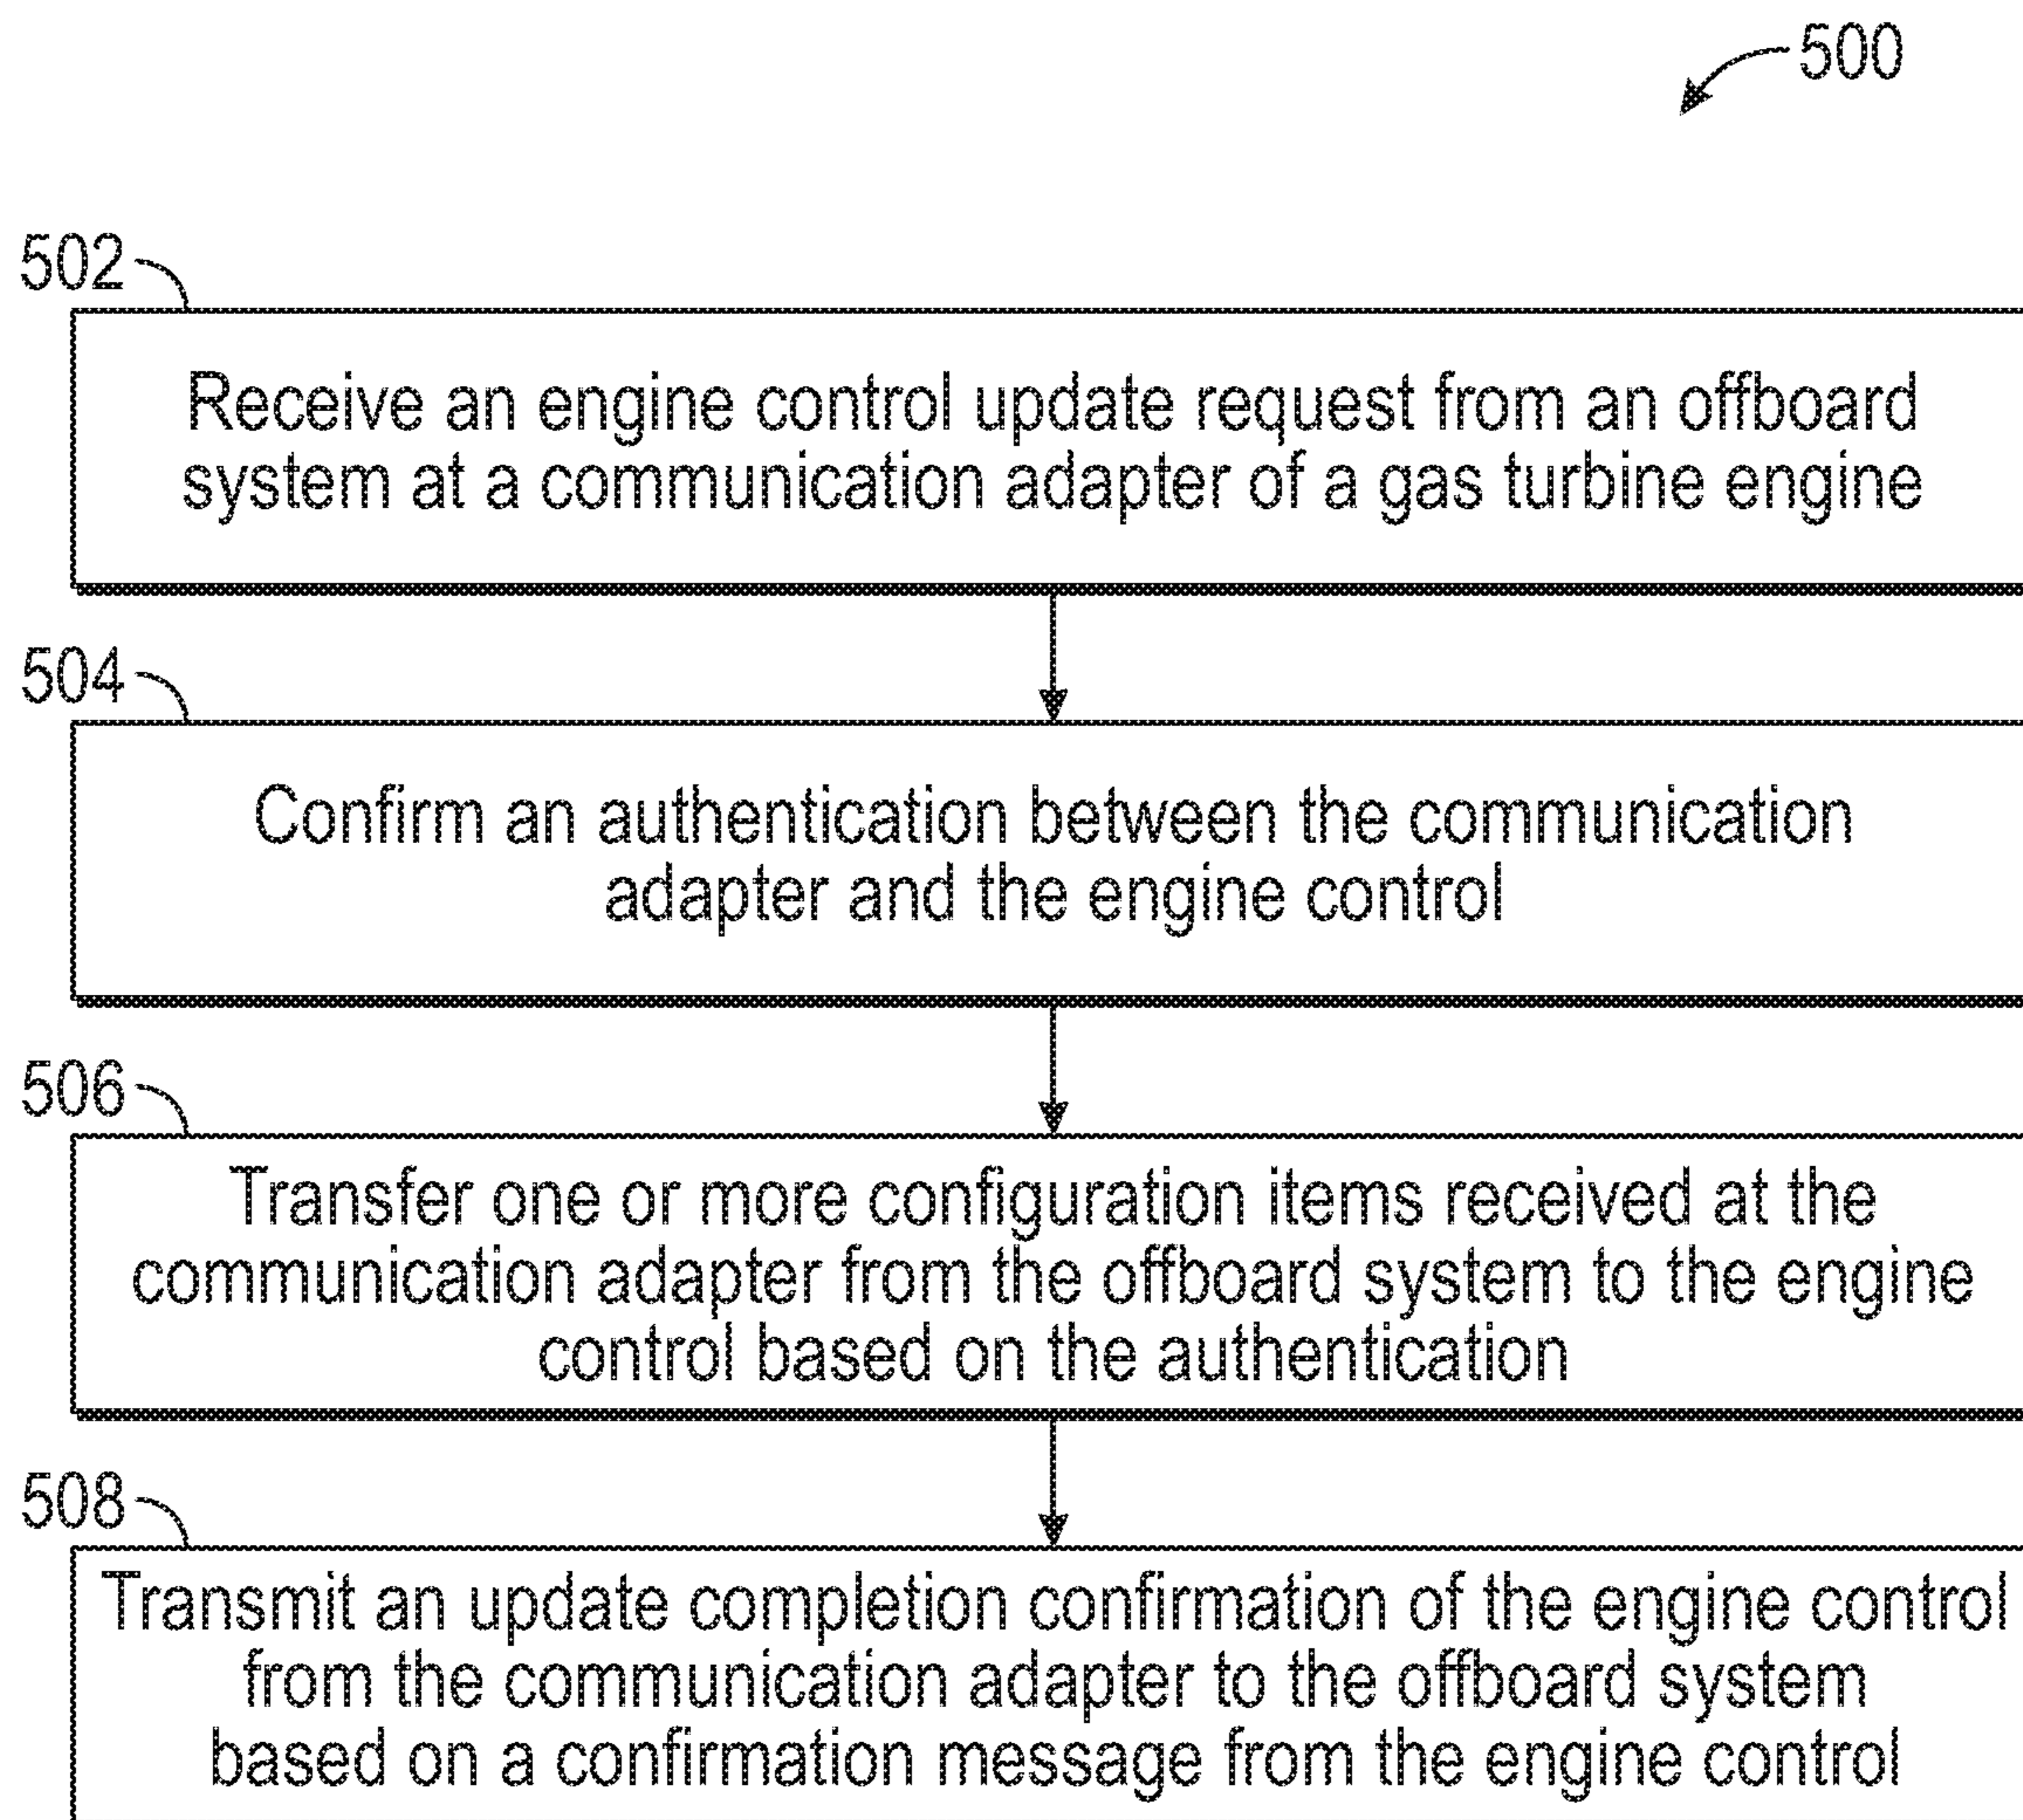 500
502
Receive an engine control update request from an offboard
system at a communication adapter of a gas turbine engine
504
Confirm an authentication between the communication
adapter and the engine control
506
Transfer one or more configuration items received at the
communication adapter from the offboard system to the engine
control based on the authentication
508
Transmit an update completion confirmation of the engine control
from the communication adapter to the offboard system
based on a confirmation message from the engine control